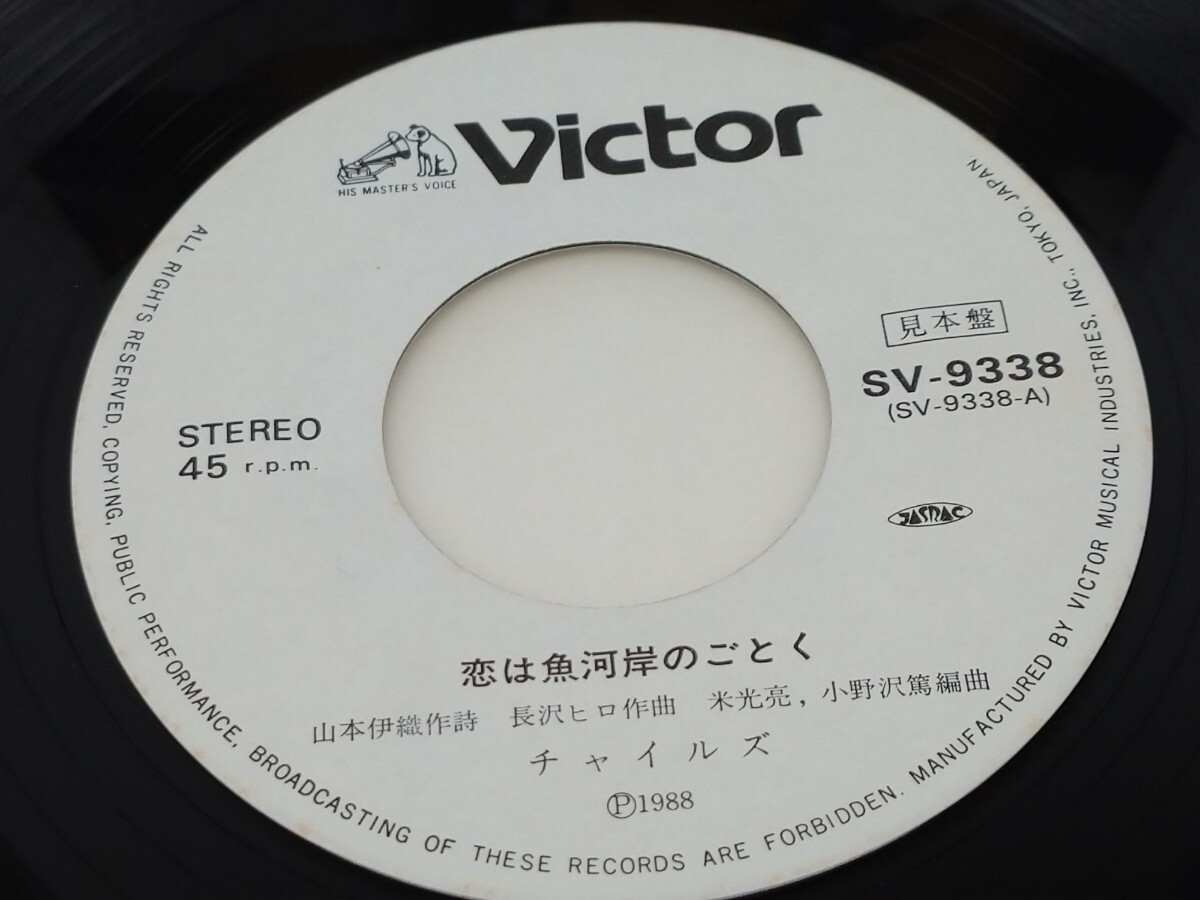 HIS MASTER'S VOICE
Victor
見本盤
SV-9338
(SV-9338-A)
STEREO
45 r.p.m.
JASRAC
恋は魚河岸のごとく
山本伊織作詩 長沢ヒロ作曲 米光亮, 小野沢篤編曲
チャイルズ
Ⓟ1988
ALL RIGHTS RESERVED, COPYING, PUBLIC PERFORMANCE, BROADCASTING OF THESE RECORDS ARE FORBIDDEN. MANUFACTURED BY VICTOR MUSICAL INDUSTRIES, INC., TOKYO, JAPAN